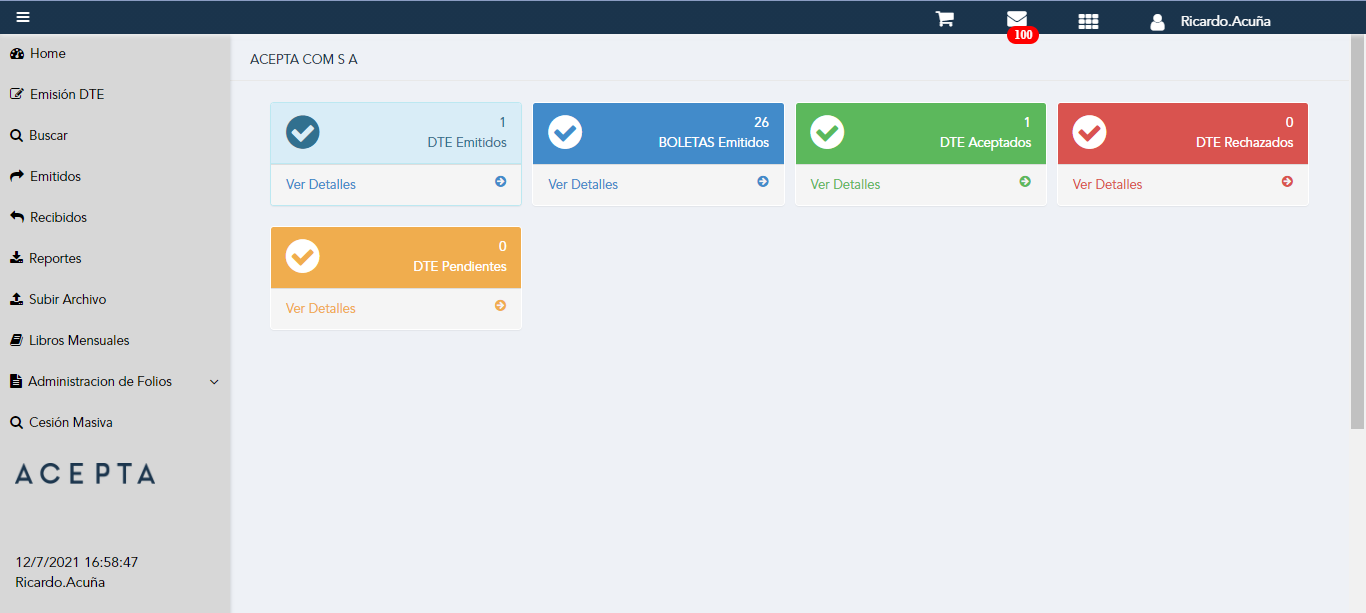 Ricardo.Acuña
100
Home
Emisión DTE
Buscar
Emitidos
Recibidos
Reportes
Subir Archivo
Libros Mensuales
Administracion de Folios
Cesión Masiva
ACEPTA
12/7/2021 16:58:47
Ricardo.Acuña
ACEPTA COM S A
1
DTE Emitidos
Ver Detalles
26
BOLETAS Emitidos
Ver Detalles
1
DTE Aceptados
Ver Detalles
0
DTE Rechazados
Ver Detalles
0
DTE Pendientes
Ver Detalles